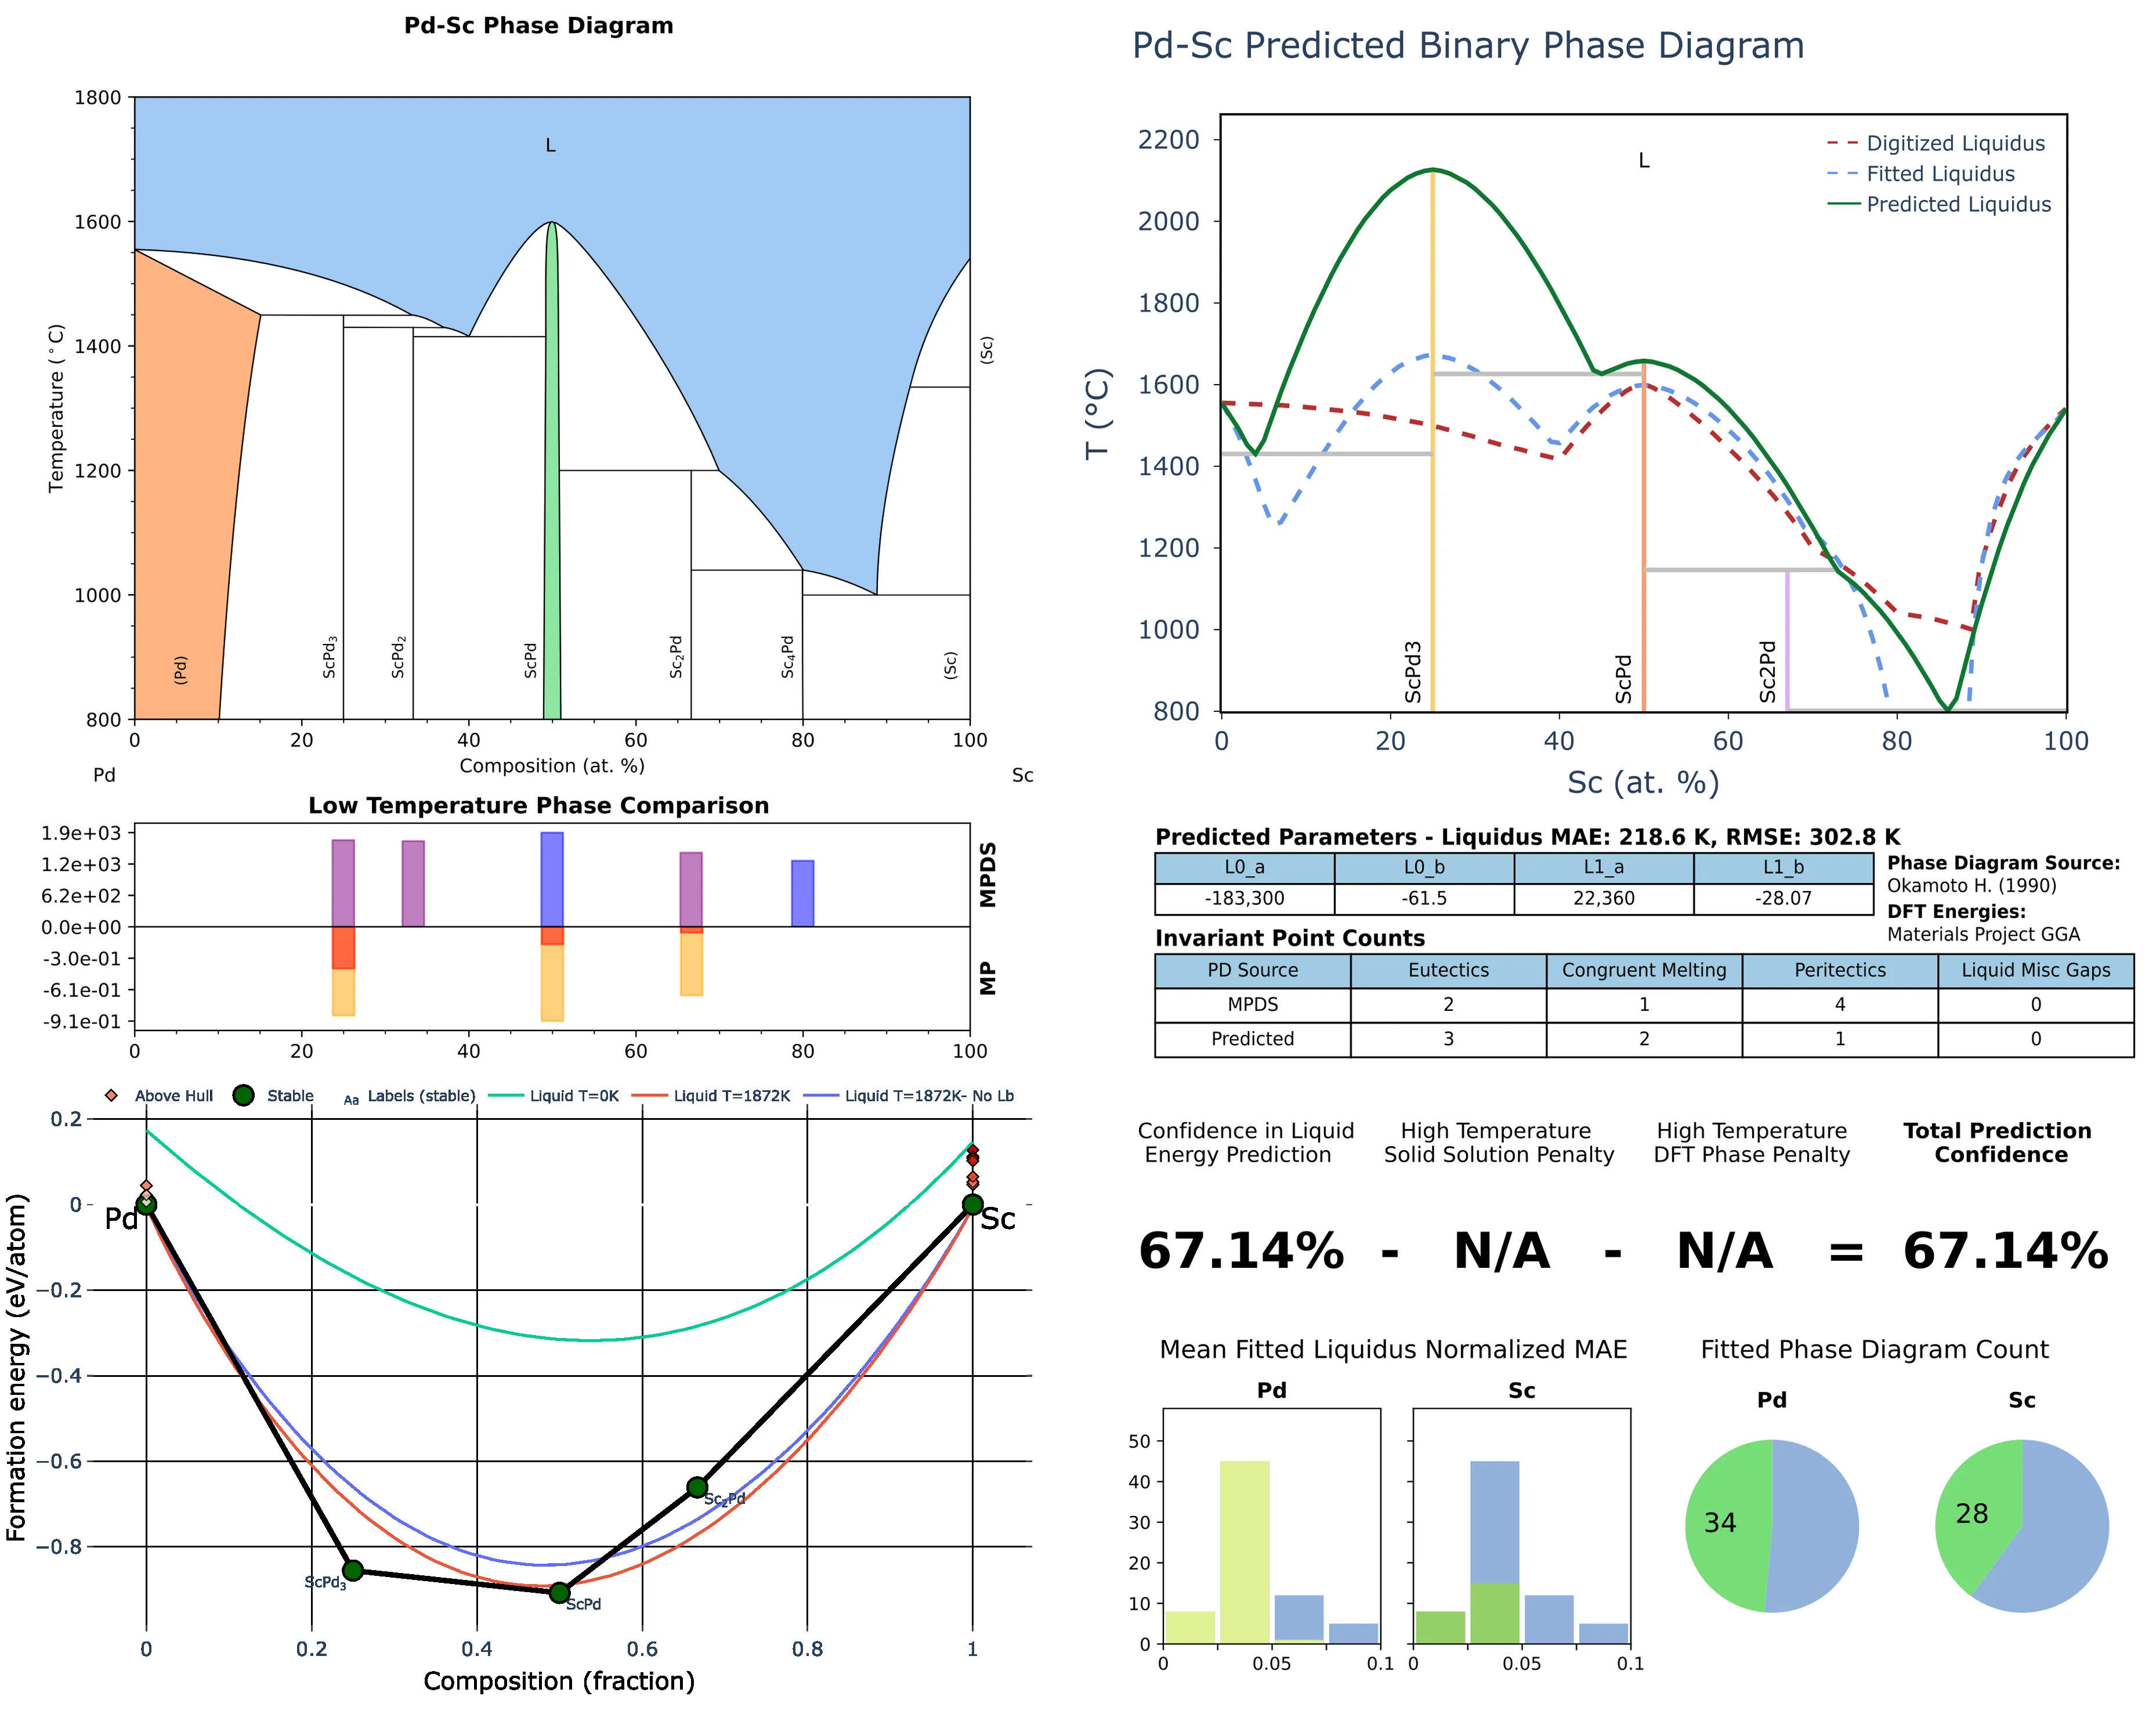 Pd-Sc Phase Diagram
1800
1600
1400
1200
1000
800
Temperature (°C)
L
(Pd)
ScPd3
ScPd2
ScPd
Sc2Pd
Sc4Pd
(Sc)
(Sc)
0 20 40 60 80 100
Composition (at. %)
Pd Sc
Low Temperature Phase Comparison
1.9e+03
1.2e+03
6.2e+02
0.0e+00
-3.0e-01
-6.1e-01
-9.1e-01
MPDS
MP
0 20 40 60 80 100
Above Hull Stable Aa Labels (stable) Liquid T=0K Liquid T=1872K Liquid T=1872K- No Lb
0.2
0
−0.2
−0.4
−0.6
−0.8
Formation energy (eV/atom)
Pd
Sc
Sc2Pd
ScPd3
ScPd
0 0.2 0.4 0.6 0.8 1
Composition (fraction)
Pd-Sc Predicted Binary Phase Diagram
2200
2000
1800
1600
1400
1200
1000
800
T (°C)
L
Digitized Liquidus
Fitted Liquidus
Predicted Liquidus
ScPd3
ScPd
Sc2Pd
0 20 40 60 80 100
Sc (at. %)
Predicted Parameters - Liquidus MAE: 218.6 K, RMSE: 302.8 K
L0_a L0_b L1_a L1_b
-183,300 -61.5 22,360 -28.07
Phase Diagram Source:
Okamoto H. (1990)
DFT Energies:
Materials Project GGA
Invariant Point Counts
PD Source Eutectics Congruent Melting Peritectics Liquid Misc Gaps
MPDS 2 1 4 0
Predicted 3 2 1 0
Confidence in Liquid
Energy Prediction
High Temperature
Solid Solution Penalty
High Temperature
DFT Phase Penalty
Total Prediction
Confidence
67.14% - N/A - N/A = 67.14%
Mean Fitted Liquidus Normalized MAE
Pd Sc
50
40
30
20
10
0
0 0.05 0.1
0 0.05 0.1
Fitted Phase Diagram Count
Pd Sc
34
28